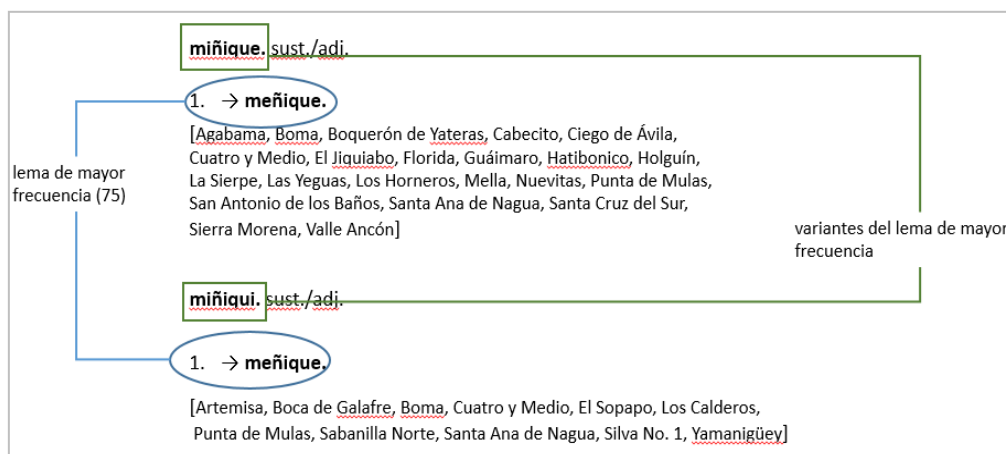 miñique. sust./adj.
1. → meñique.
[Agabama, Boma, Boquerón de Yateras, Cabecito, Ciego de Ávila,
Cuatro y Medio, El Jiquiabo, Florida, Guáimaro, Hatibonico, Holguín,
La Sierpe, Las Yeguas, Los Horneros, Mella, Nuevitas, Punta de Mulas,
San Antonio de los Baños, Santa Ana de Nagua, Santa Cruz del Sur,
Sierra Morena, Valle Ancón]
lema de mayor
frecuencia (75)
variantes del lema de mayor
frecuencia
miñiqui. sust./adj.
1. → meñique.
[Artemisa, Boca de Galafre, Boma, Cuatro y Medio, El Sopapo, Los Calderos,
Punta de Mulas, Sabanilla Norte, Santa Ana de Nagua, Silva No. 1, Yamanigüey]